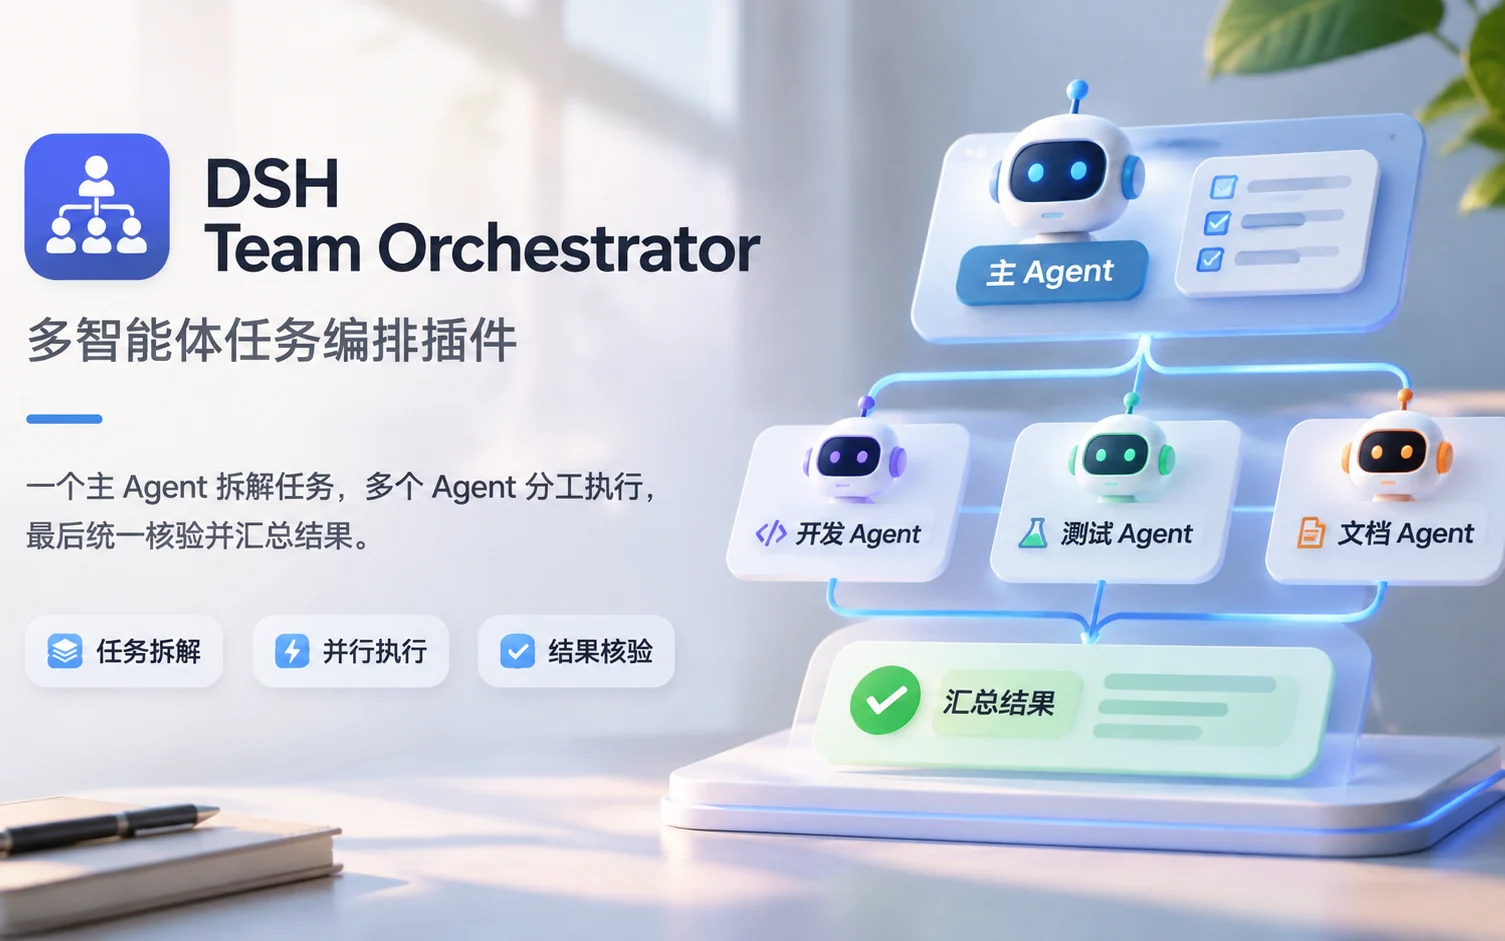 DSH
Team Orchestrator
多智能体任务编排插件
一个主 Agent 拆解任务，多个 Agent 分工执行，
最后统一核验并汇总结果。
任务拆解
并行执行
结果核验
主 Agent
开发 Agent
测试 Agent
文档 Agent
汇总结果